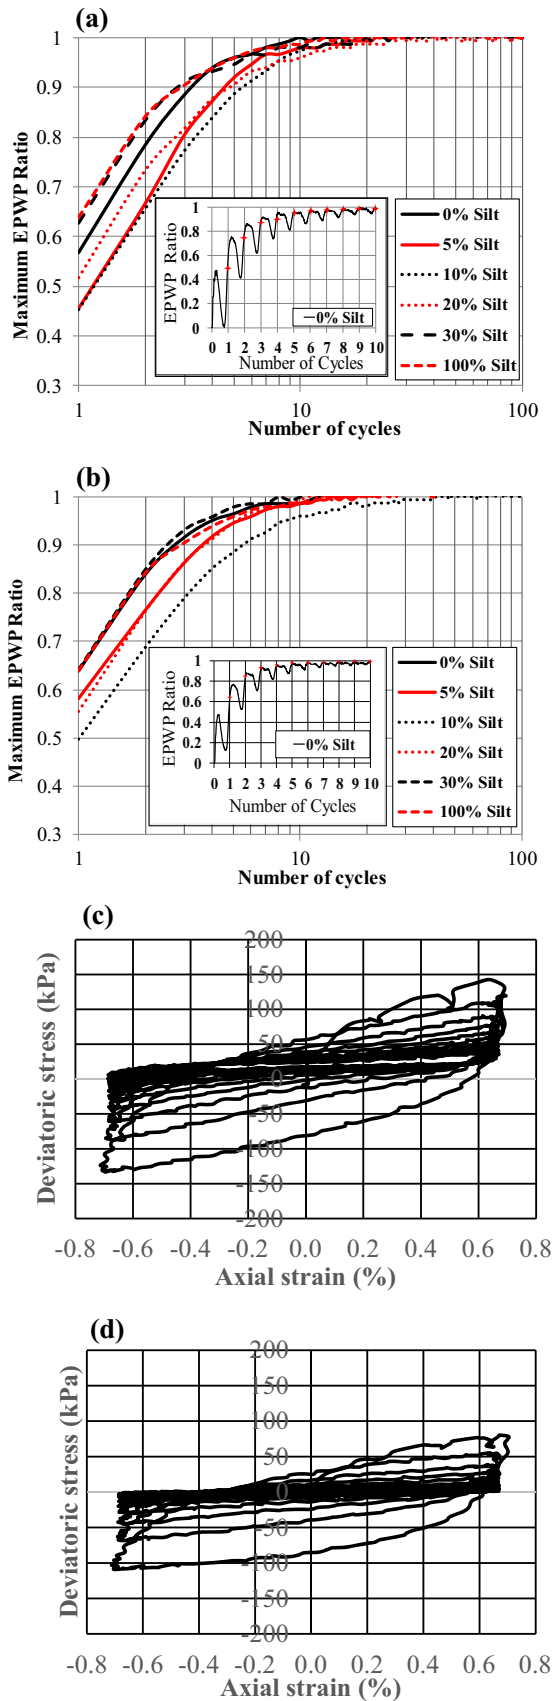 (a)
Maximum EPWP Ratio
1
0.9
0.8
0.7
0.6
0.5
0.4
0.3
1
10
100
Number of cycles
EPWP Ratio
1
0.8
0.6
0.4
0.2
0
0 1 2 3 4 5 6 7 8 9 10
Number of Cycles
0% Silt
0% Silt
5% Silt
10% Silt
20% Silt
30% Silt
100% Silt
(b)
Maximum EPWP Ratio
1
0.9
0.8
0.7
0.6
0.5
0.4
0.3
1
10
100
Number of cycles
EPWP Ratio
1
0.8
0.6
0.4
0.2
0
0 1 2 3 4 5 6 7 8 9 10
Number of Cycles
0% Silt
0% Silt
5% Silt
10% Silt
20% Silt
30% Silt
100% Silt
(c)
Deviatoric stress (kPa)
200
150
100
50
0
-50
-100
-150
-200
-0.8 -0.6 -0.4 -0.2 0.0 0.2 0.4 0.6 0.8
Axial strain (%)
(d)
Deviatoric stress (kPa)
200
150
100
50
0
-50
-100
-150
-200
-0.8 -0.6 -0.4 -0.2 0.0 0.2 0.4 0.6 0.8
Axial strain (%)